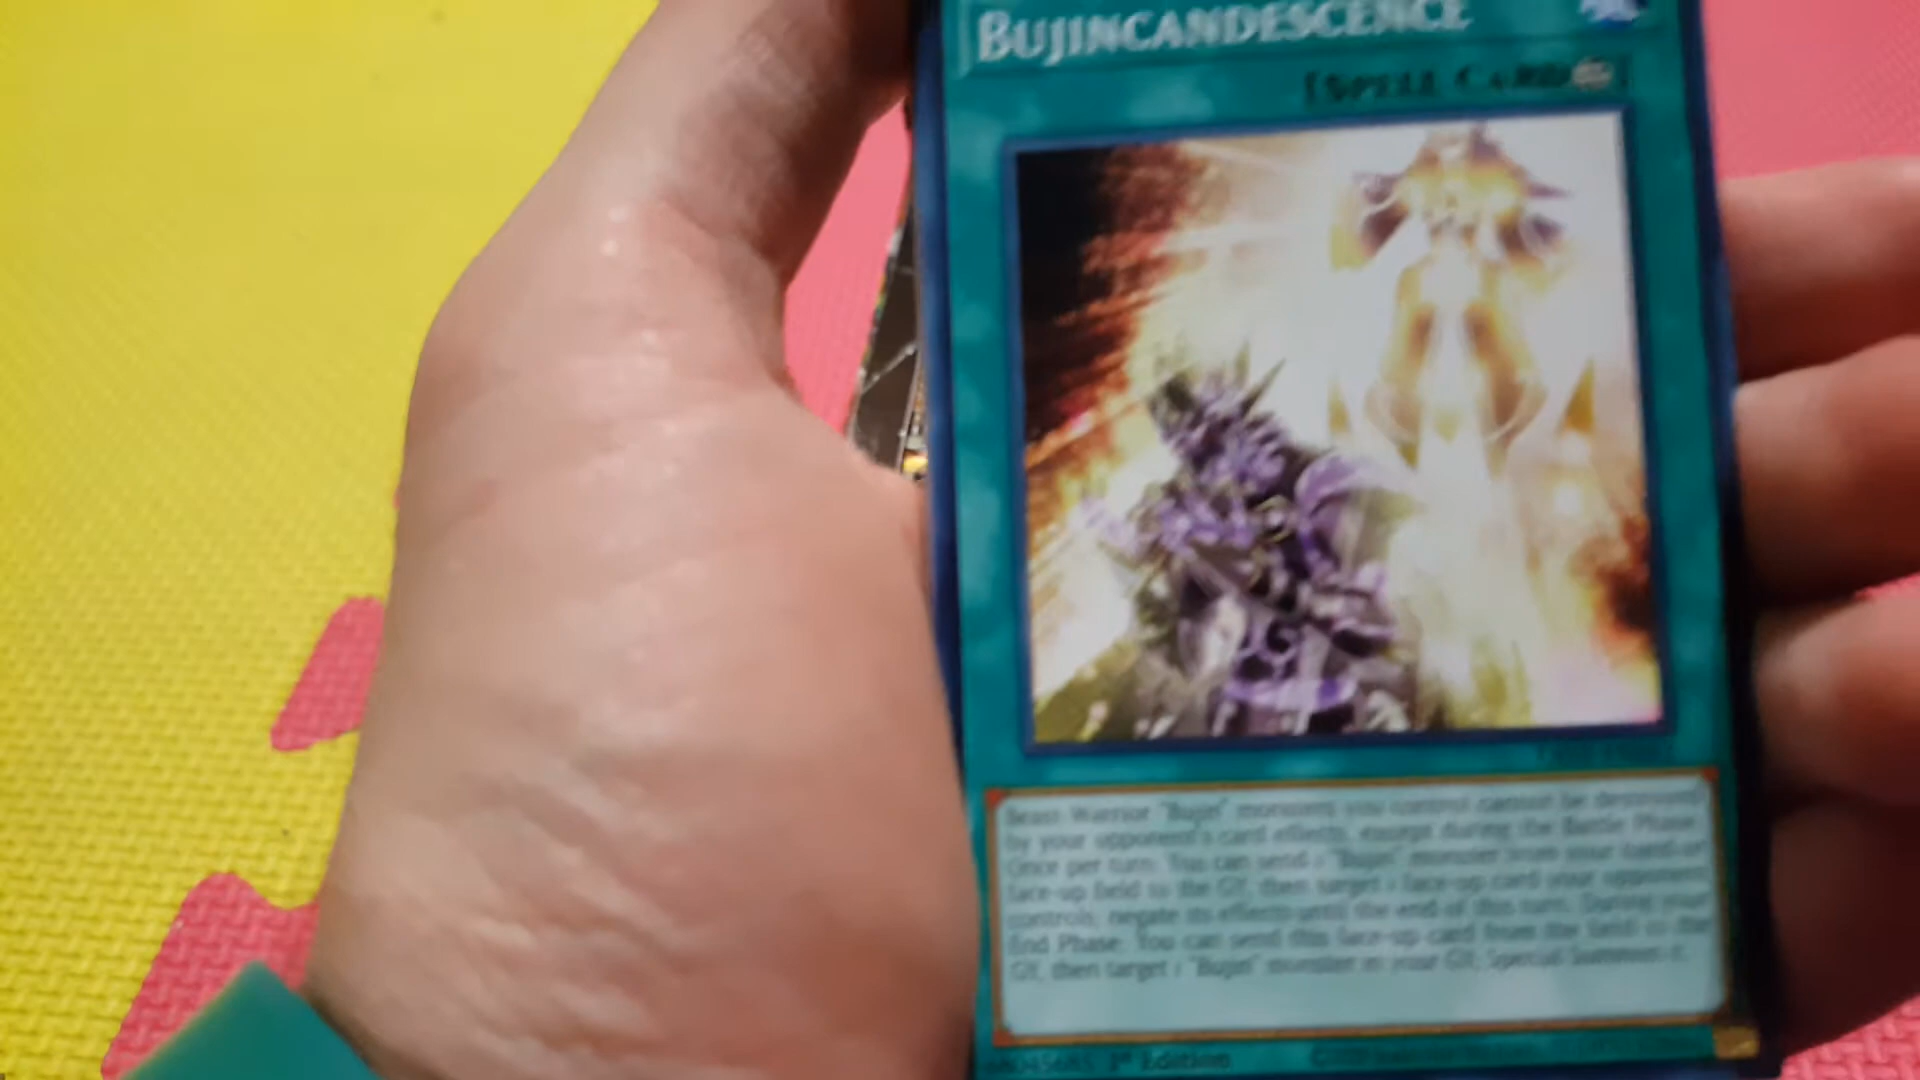 BUJINCANDESCENCE
[SPELL CARD]
Beast-Warrior "Bujin" monsters you control cannot be destroyed
by your opponent's card effects, except during the Battle Phase.
Once per turn: You can send 1 "Bujin" monster from your hand or
face-up field to the GY, then target 1 face-up card your opponent
controls; negate its effects until the end of this turn. During your
End Phase: You can send this face-up card from the field to the
GY, then target 1 "Bujin" monster in your GY; Special Summon it.
1st Edition